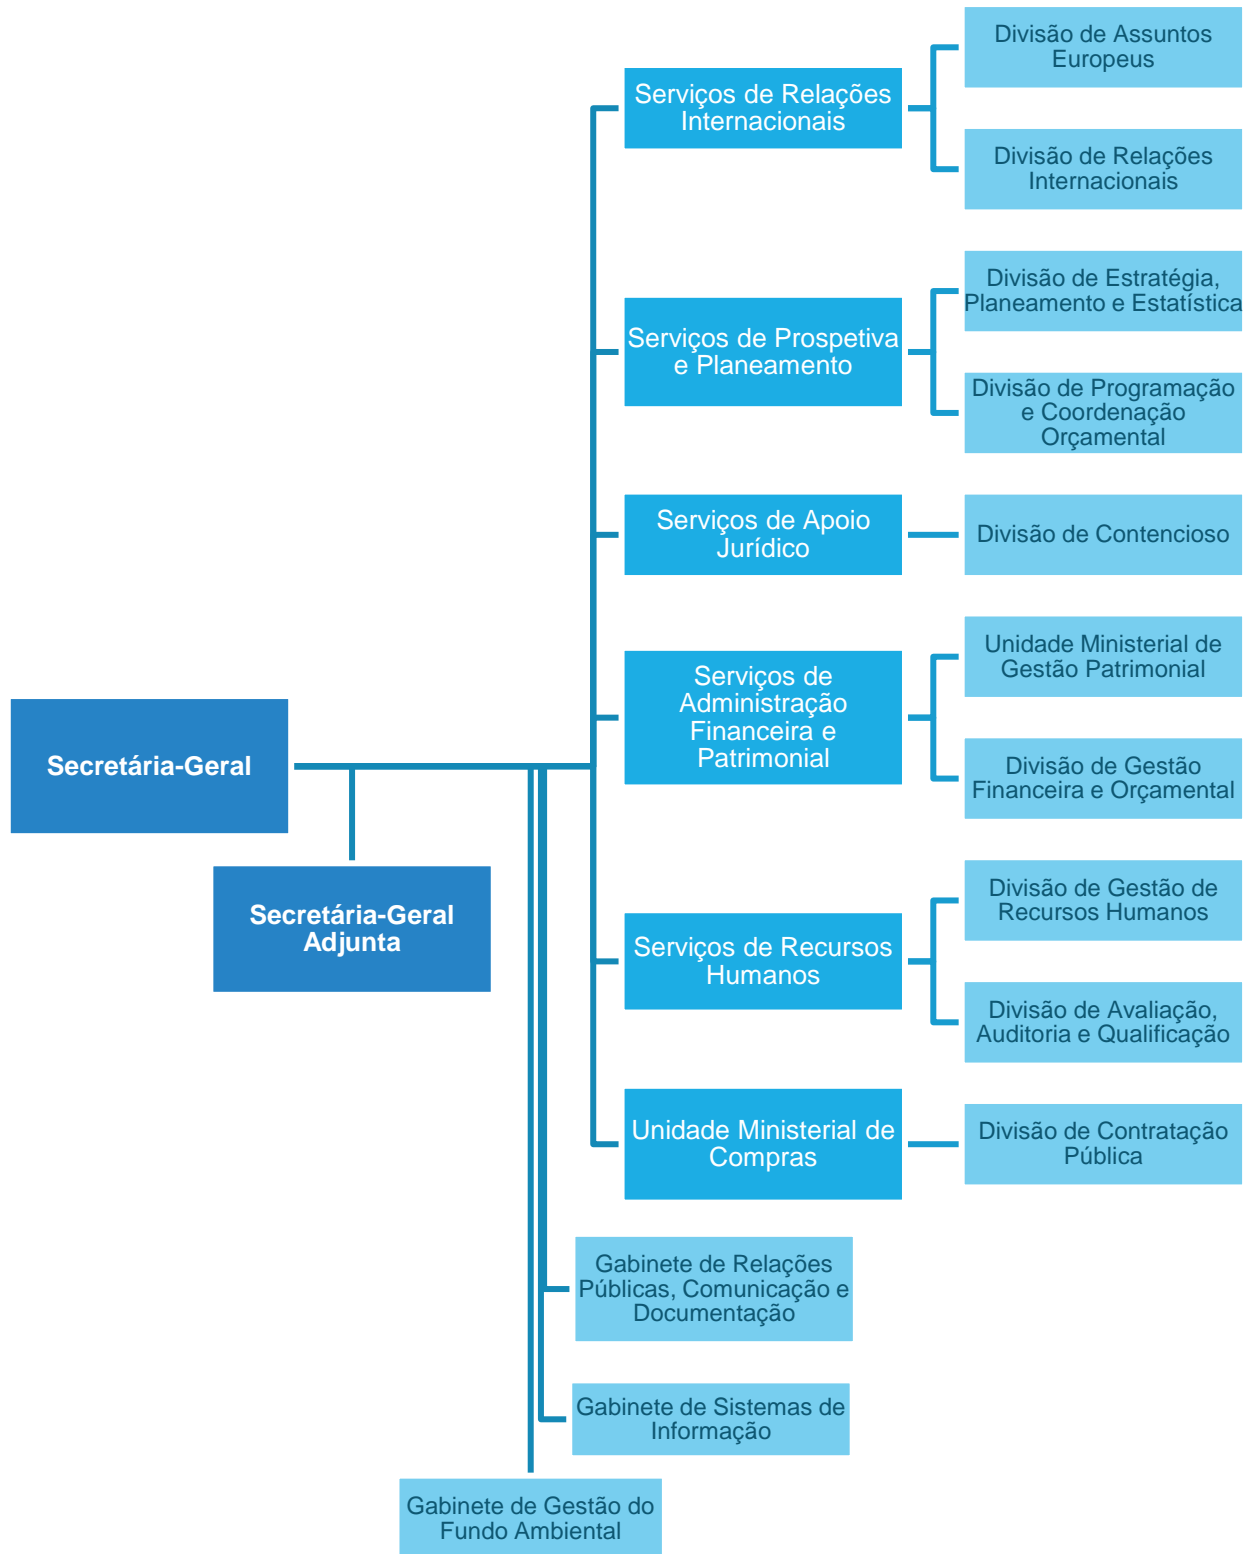 Secretária-Geral
Secretária-Geral
Adjunta
Serviços de Relações
Internacionais
Divisão de Assuntos
Europeus
Divisão de Relações
Internacionais
Serviços de Prospetiva
e Planeamento
Divisão de Estratégia,
Planeamento e Estatística
Divisão de Programação
e Coordenação
Orçamental
Serviços de Apoio
Jurídico
Divisão de Contencioso
Serviços de
Administração
Financeira e
Patrimonial
Unidade Ministerial de
Gestão Patrimonial
Divisão de Gestão
Financeira e Orçamental
Serviços de Recursos
Humanos
Divisão de Gestão de
Recursos Humanos
Divisão de Avaliação,
Auditoria e Qualificação
Unidade Ministerial de
Compras
Divisão de Contratação
Pública
Gabinete de Relações
Públicas, Comunicação e
Documentação
Gabinete de Sistemas de
Informação
Gabinete de Gestão do
Fundo Ambiental